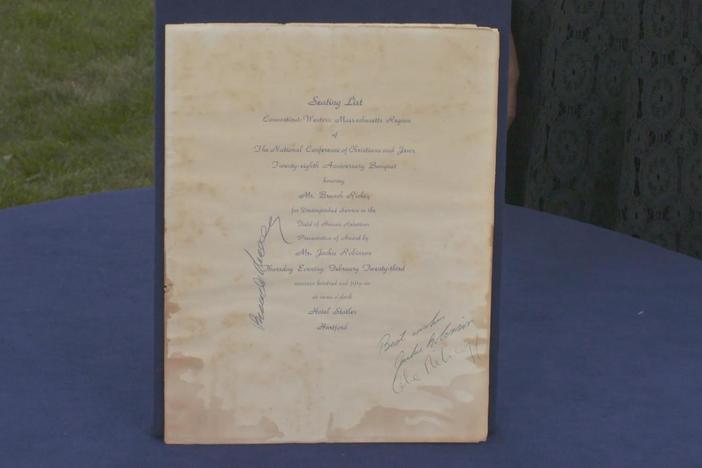 Seating List
Connecticut-Western Massachusetts Region
of
The National Conference of Christians and Jews
Twenty-eighth Anniversary Banquet
honoring
Mr. Branch Rickey
for Distinguished Service in the
Field of Human Relations
Presentation of Award by
Mr. Jackie Robinson
Thursday Evening, February Twenty-third
nineteen hundred and fifty-six
at seven o'clock
Hotel Statler
Hartford
Branch Rickey
Best wishes
Jackie Robinson